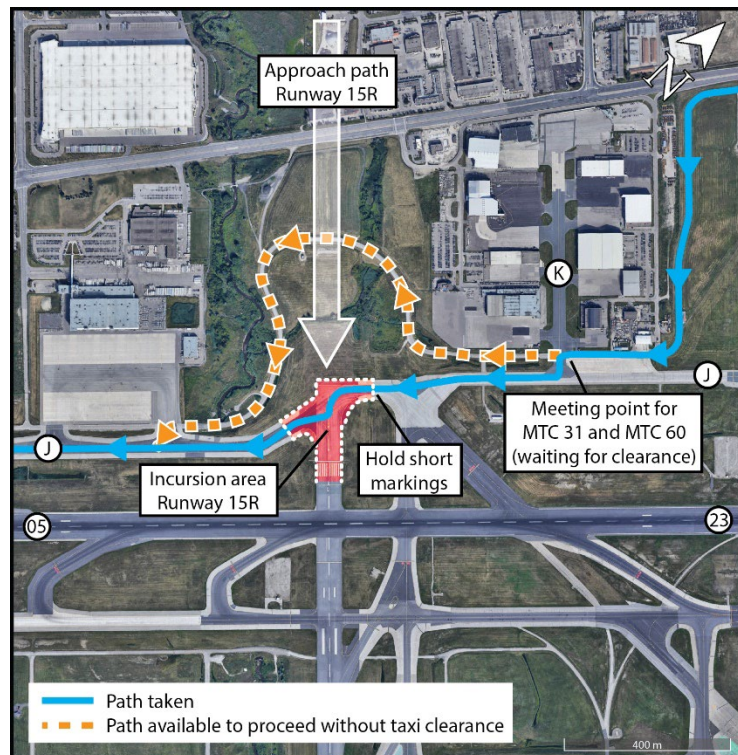 Approach path
Runway 15R
N
K
J
Meeting point for
MTC 31 and MTC 60
(waiting for clearance)
Hold short
markings
J
Incursion area
Runway 15R
05
23
Path taken
Path available to proceed without taxi clearance
400 m